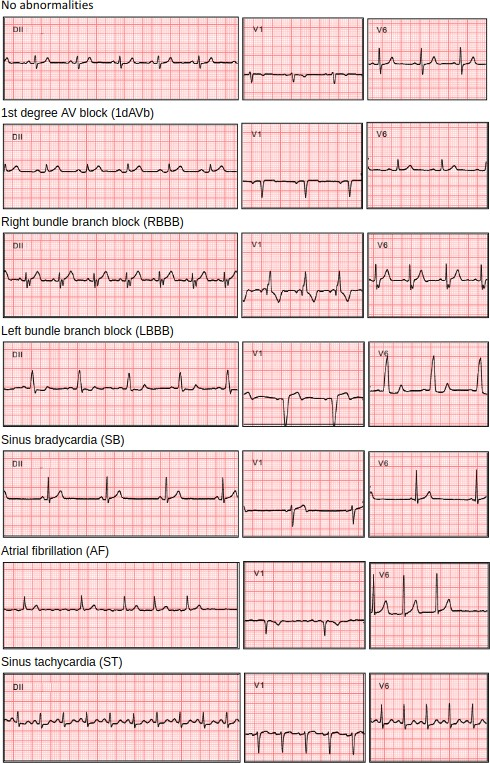 No abnormalities
DII V1 V6
1st degree AV block (1dAVb)
DII V1 V6
Right bundle branch block (RBBB)
DII V1 V6
Left bundle branch block (LBBB)
DII V1 V6
Sinus bradycardia (SB)
DII V1 V6
Atrial fibrillation (AF)
DII V1 V6
Sinus tachycardia (ST)
DII V1 V6